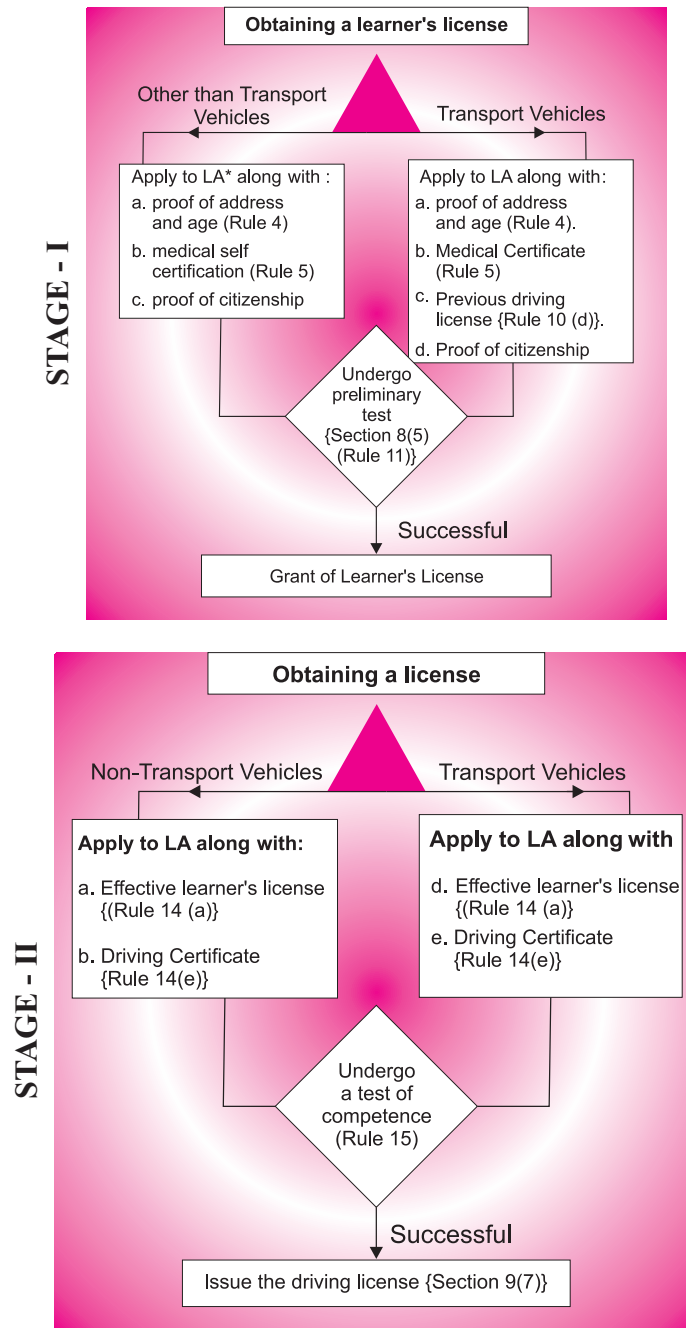 STAGE - I
Obtaining a learner's license
Other than Transport
Vehicles
Transport Vehicles
Apply to LA* along with :
a. proof of address
and age (Rule 4)
b. medical self
certification (Rule 5)
c. proof of citizenship
Apply to LA along with:
a. proof of address
and age (Rule 4).
b. Medical Certificate
(Rule 5)
c. Previous driving
license {Rule 10 (d)}.
d. Proof of citizenship
Undergo
preliminary
test
{Section 8(5)
(Rule 11)}
Successful
Grant of Learner's License
STAGE - II
Obtaining a license
Non-Transport Vehicles
Transport Vehicles
Apply to LA along with:
a. Effective learner's license
{(Rule 14 (a)}
b. Driving Certificate
{Rule 14(e)}
Apply to LA along with
d. Effective learner's license
{(Rule 14 (a)}
e. Driving Certificate
{Rule 14(e)}
Undergo
a test of
competence
(Rule 15)
Successful
Issue the driving license {Section 9(7)}